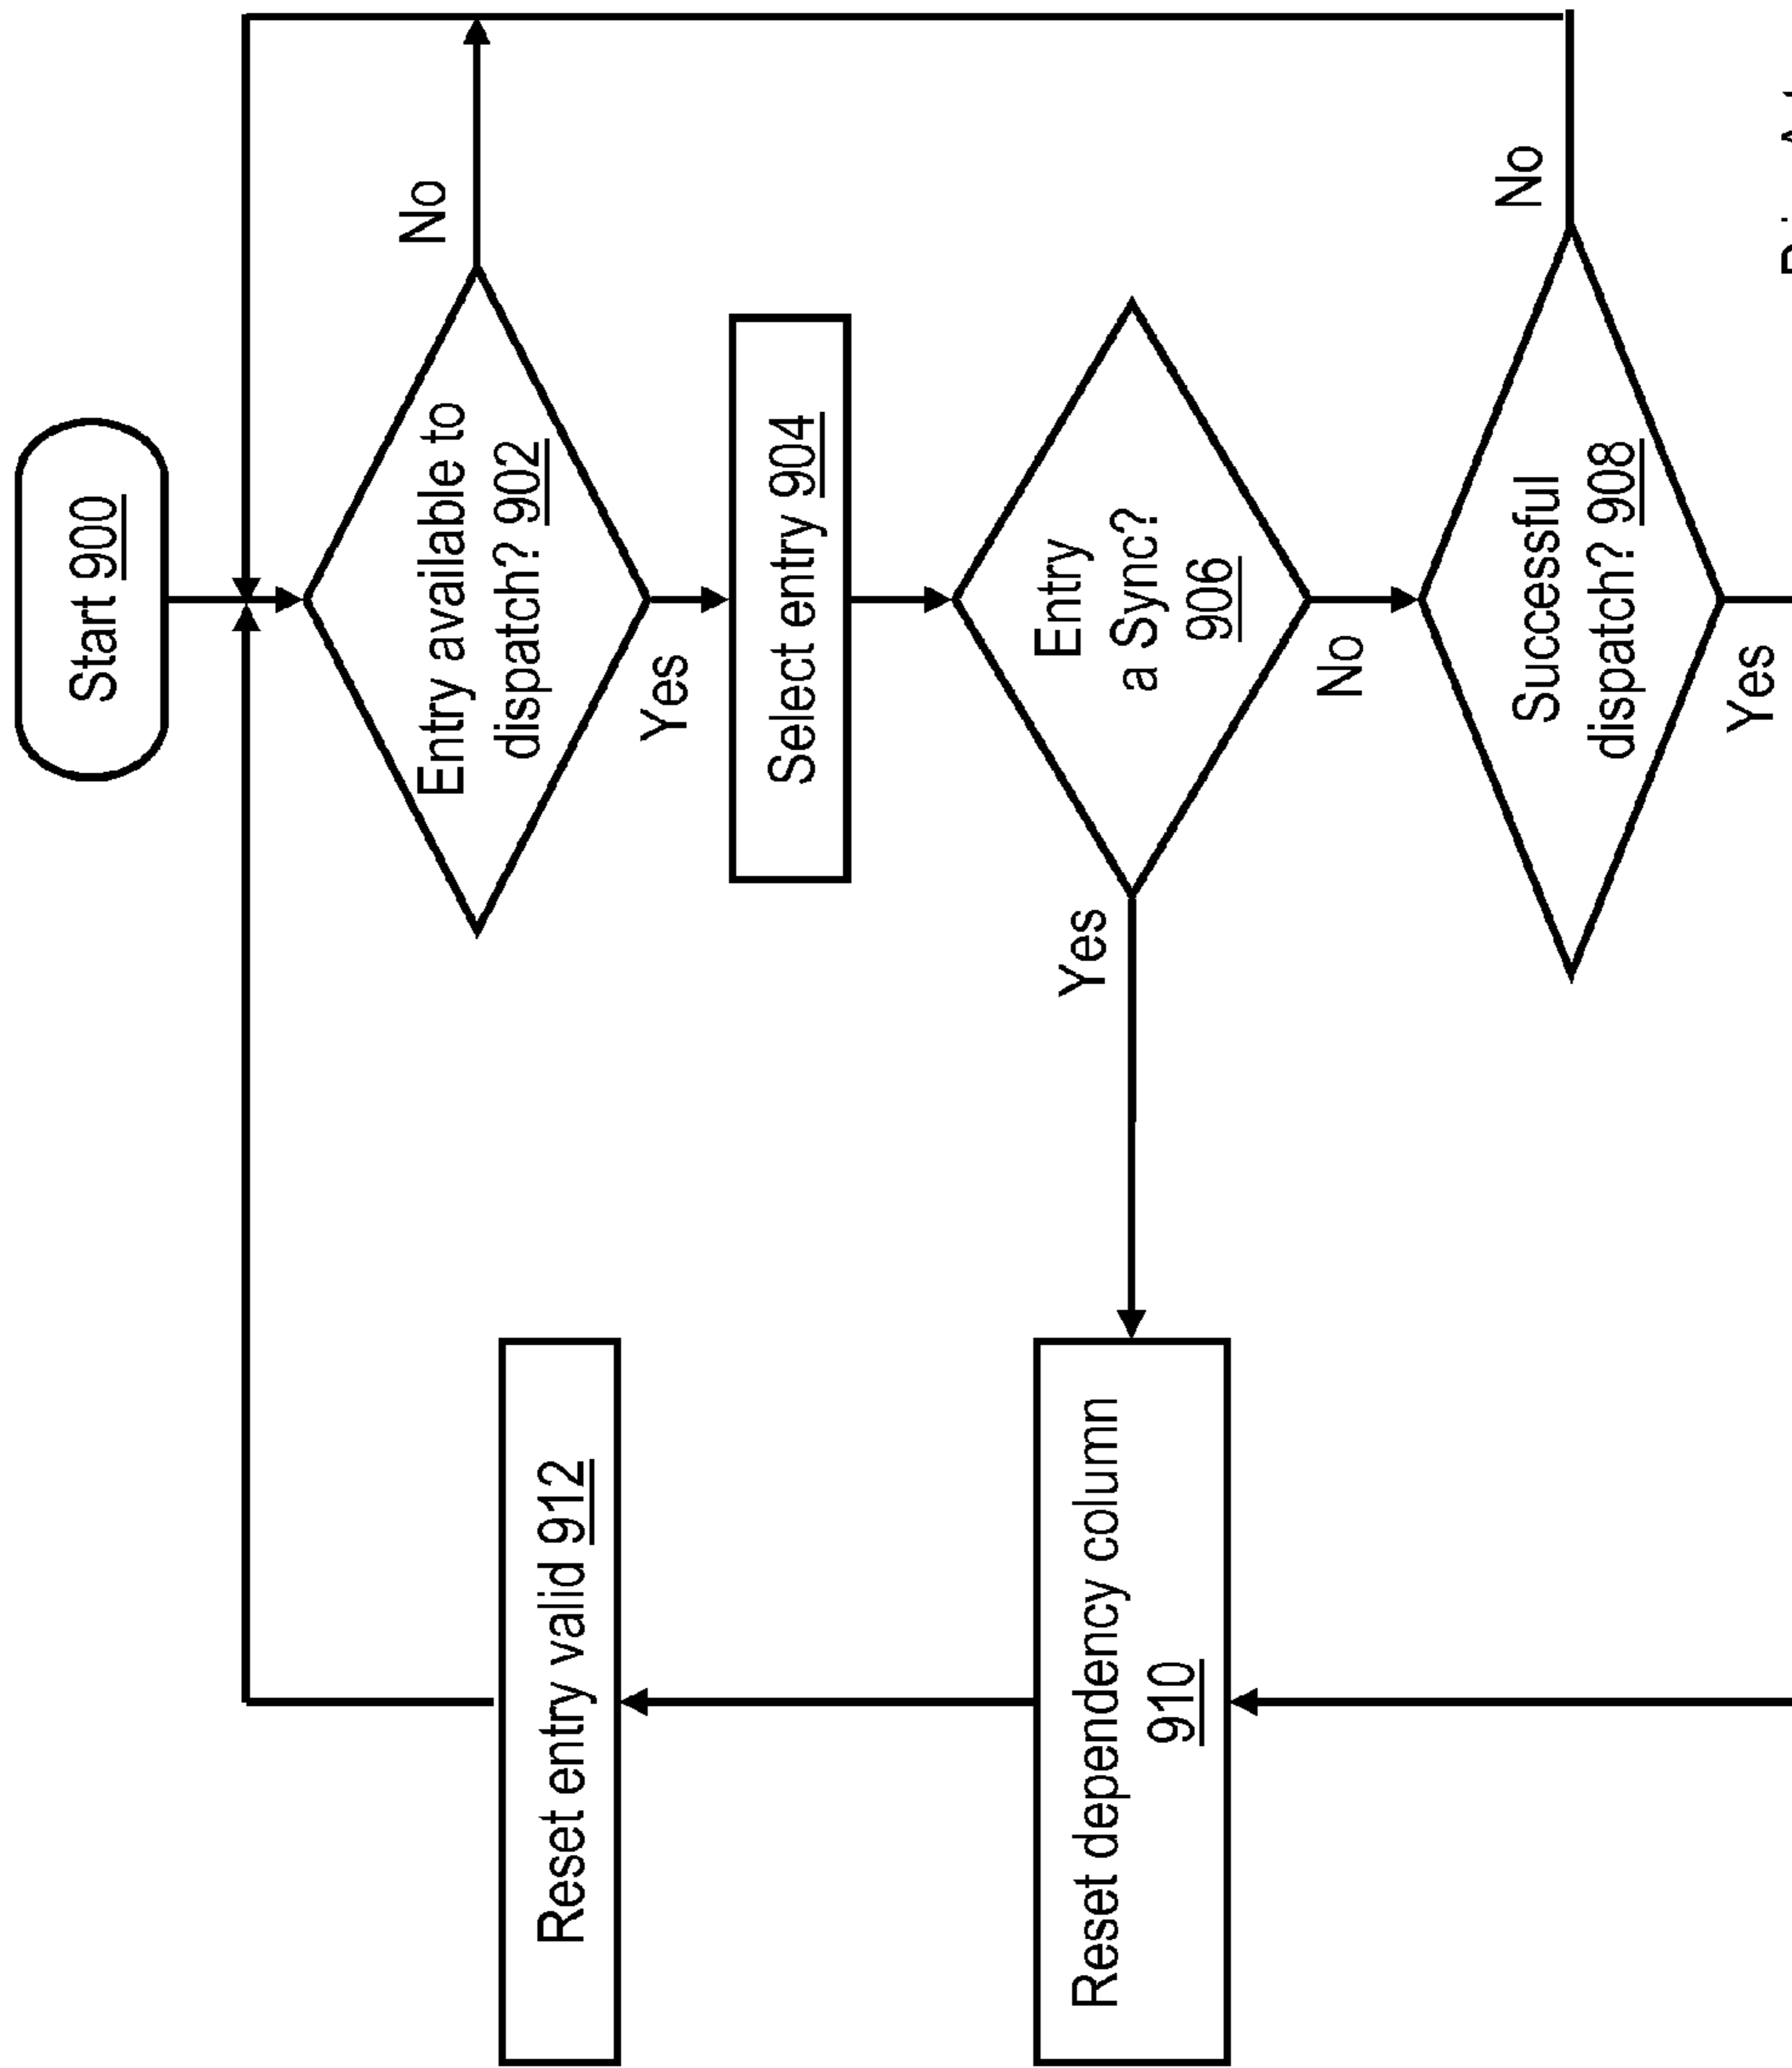 Start 900
Entry available to
dispatch? 902
No
Yes
Select entry 904
Entry
a Sync?
906
Yes
No
Successful
dispatch? 908
No
Yes
Reset dependency column
910
Reset entry valid 912